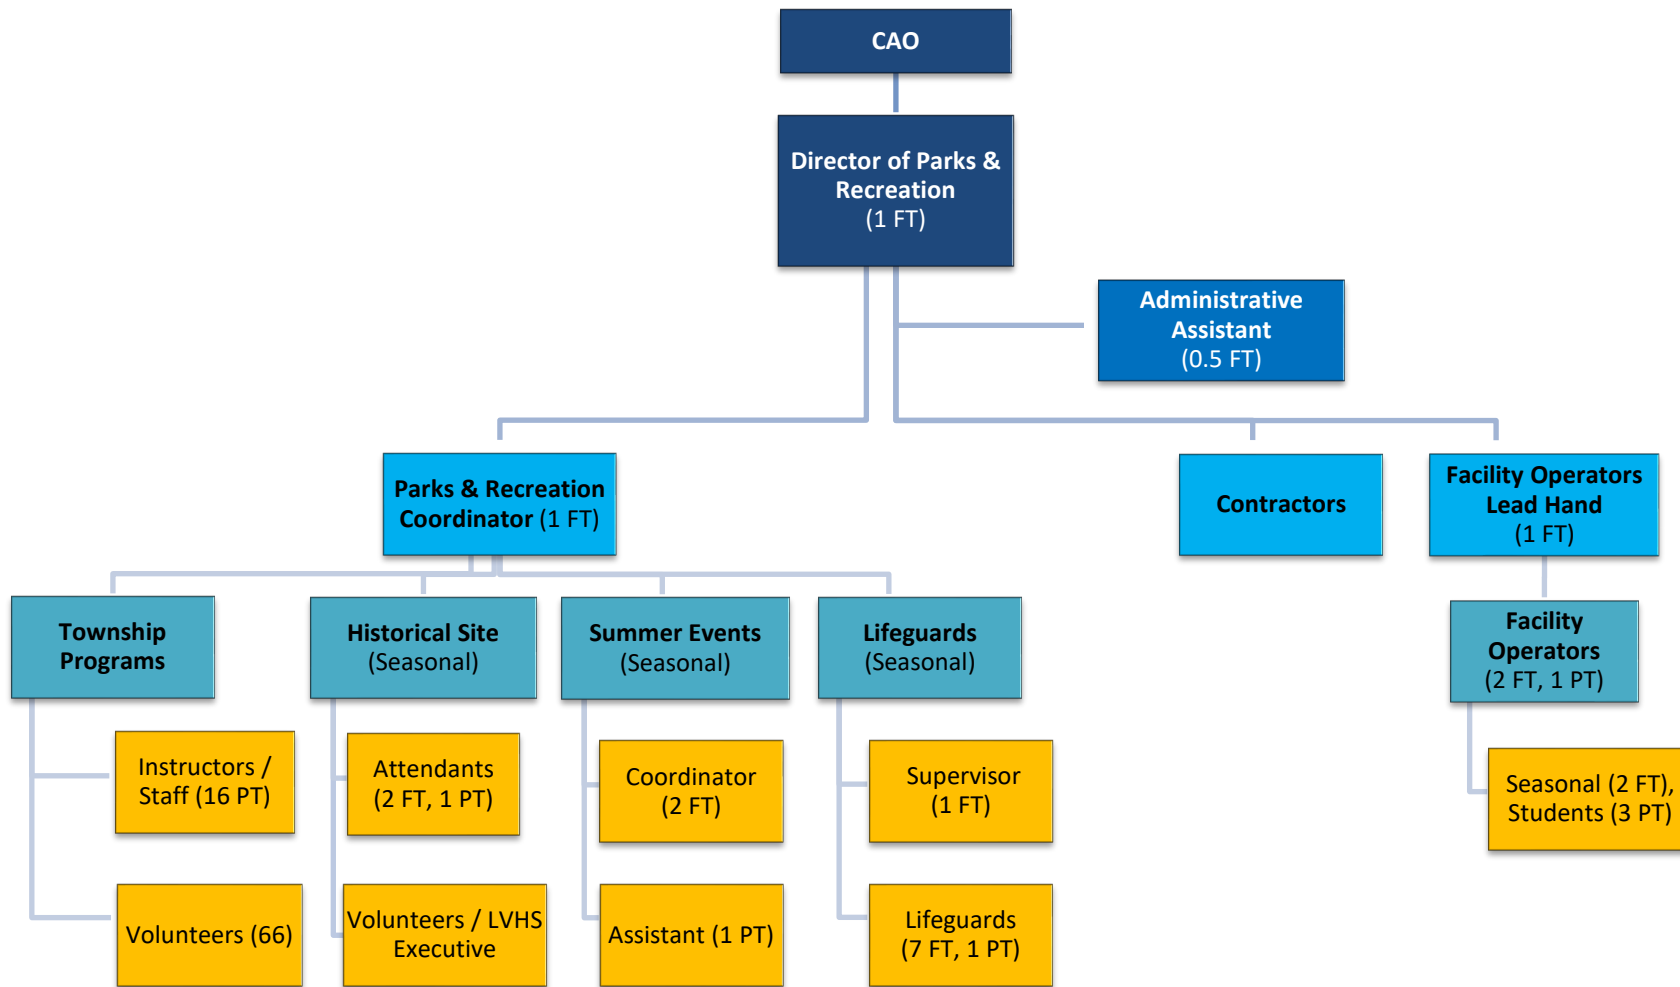 CAO
Director of Parks &
Recreation
(1 FT)
Administrative
Assistant
(0.5 FT)
Parks & Recreation
Coordinator (1 FT)
Contractors
Facility Operators
Lead Hand
(1 FT)
Township
Programs
Historical Site
(Seasonal)
Summer Events
(Seasonal)
Lifeguards
(Seasonal)
Facility
Operators
(2 FT, 1 PT)
Instructors /
Staff (16 PT)
Attendants
(2 FT, 1 PT)
Coordinator
(2 FT)
Supervisor
(1 FT)
Seasonal (2 FT),
Students (3 PT)
Volunteers (66)
Volunteers / LVHS
Executive
Assistant (1 PT)
Lifeguards
(7 FT, 1 PT)